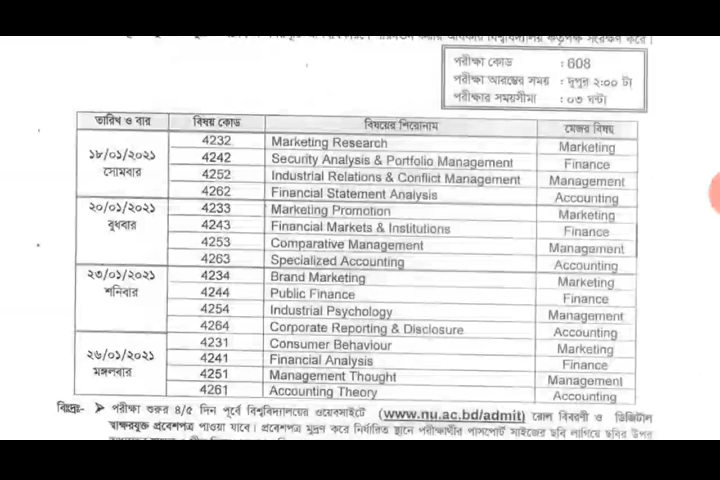 কর্তৃপক্ষ সংরক্ষণ করে।
পরীক্ষা কোড : 608
পরীক্ষা আরম্ভের সময় : দুপুর ২:০০ টা
পরীক্ষার সময়সীমা : ০৩ ঘন্টা
তারিখ ও বার বিষয় কোড বিষয়ের শিরোনাম মেজর বিষয়
১৮/০১/২০২১ সোমবার 4232 Marketing Research Marketing
4242 Security Analysis & Portfolio Management Finance
4252 Industrial Relations & Conflict Management Management
4262 Financial Statement Analysis Accounting
২০/০১/২০২১ বুধবার 4233 Marketing Promotion Marketing
4243 Financial Markets & Institutions Finance
4253 Comparative Management Management
4263 Specialized Accounting Accounting
২৩/০১/২০২১ শনিবার 4234 Brand Marketing Marketing
4244 Public Finance Finance
4254 Industrial Psychology Management
4264 Corporate Reporting & Disclosure Accounting
২৬/০১/২০২১ মঙ্গলবার 4231 Consumer Behaviour Marketing
4241 Financial Analysis Finance
4251 Management Thought Management
4261 Accounting Theory Accounting
বিঃদ্রঃ- ➤ পরীক্ষা শুরুর ৪/৫ দিন পূর্বে বিশ্ববিদ্যালয়ের ওয়েবসাইটে (www.nu.ac.bd/admit) রোল বিবরণী ও ডিজিটাল
স্বাক্ষরযুক্ত প্রবেশপত্র পাওয়া যাবে। প্রবেশপত্র মুদ্রণ করে নির্ধারিত স্থানে পরীক্ষার্থীর পাসপোর্ট সাইজের ছবি লাগিয়ে ছবির উপর